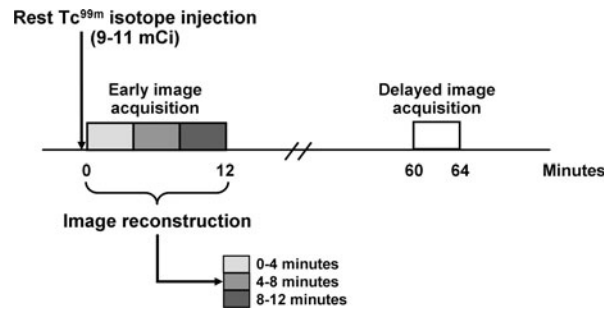 Rest Tc99m isotope injection
(9-11 mCi)
Early image
acquisition
Delayed image
acquisition
0 12 60 64 Minutes
Image reconstruction
0-4 minutes
4-8 minutes
8-12 minutes